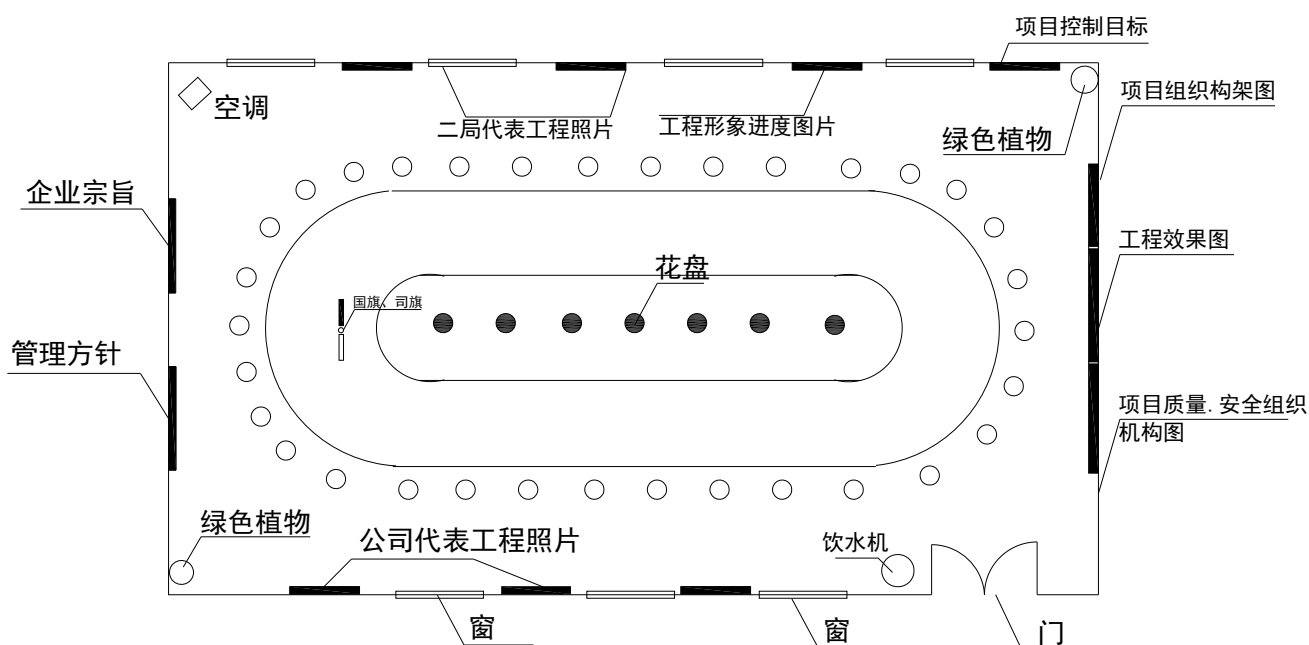 项目控制目标
项目组织构架图
空调
二局代表工程照片
工程形象进度图片
绿色植物
企业宗旨
工程效果图
花盘
国旗、司旗
管理方针
项目质量.安全组织
机构图
绿色植物
公司代表工程照片
饮水机
窗
窗
门